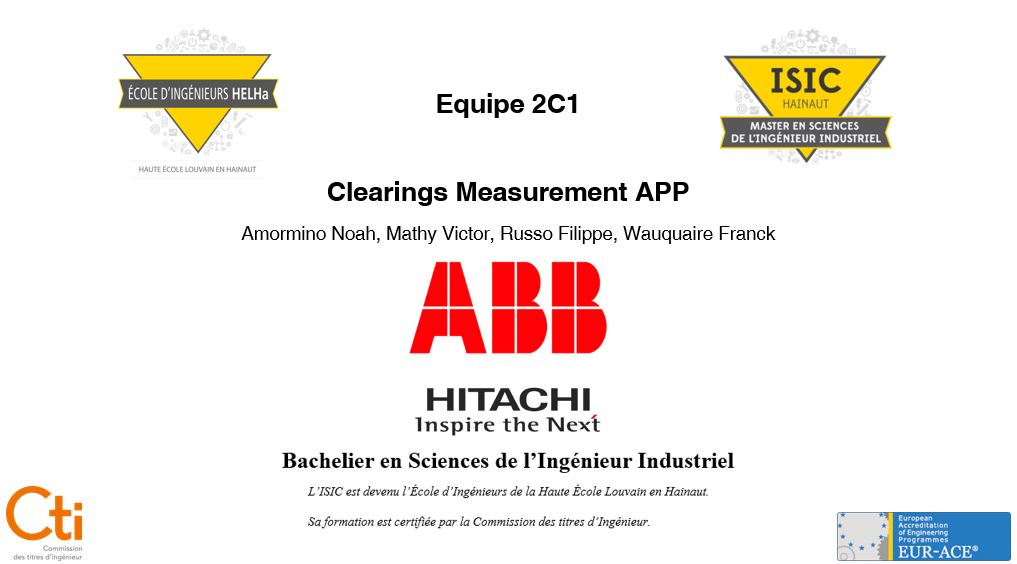 ÉCOLE D'INGÉNIEURS HELHa
HAUTE ÉCOLE LOUVAIN EN HAINAUT
Equipe 2C1
ISIC
HAINAUT
MASTER EN SCIENCES
DE L'INGÉNIEUR INDUSTRIEL
Clearings Measurement APP
Amormino Noah, Mathy Victor, Russo Filippe, Wauquaire Franck
ABB
HITACHI
Inspire the Next
Bachelier en Sciences de l’Ingénieur Industriel
L’ISIC est devenu l’École d’Ingénieurs de la Haute École Louvain en Hainaut.
Sa formation est certifiée par la Commission des titres d’Ingénieur.
Cti
Commission
des titres d'ingénieur
European
Accreditation
of Engineering
Programmes
EUR-ACE®